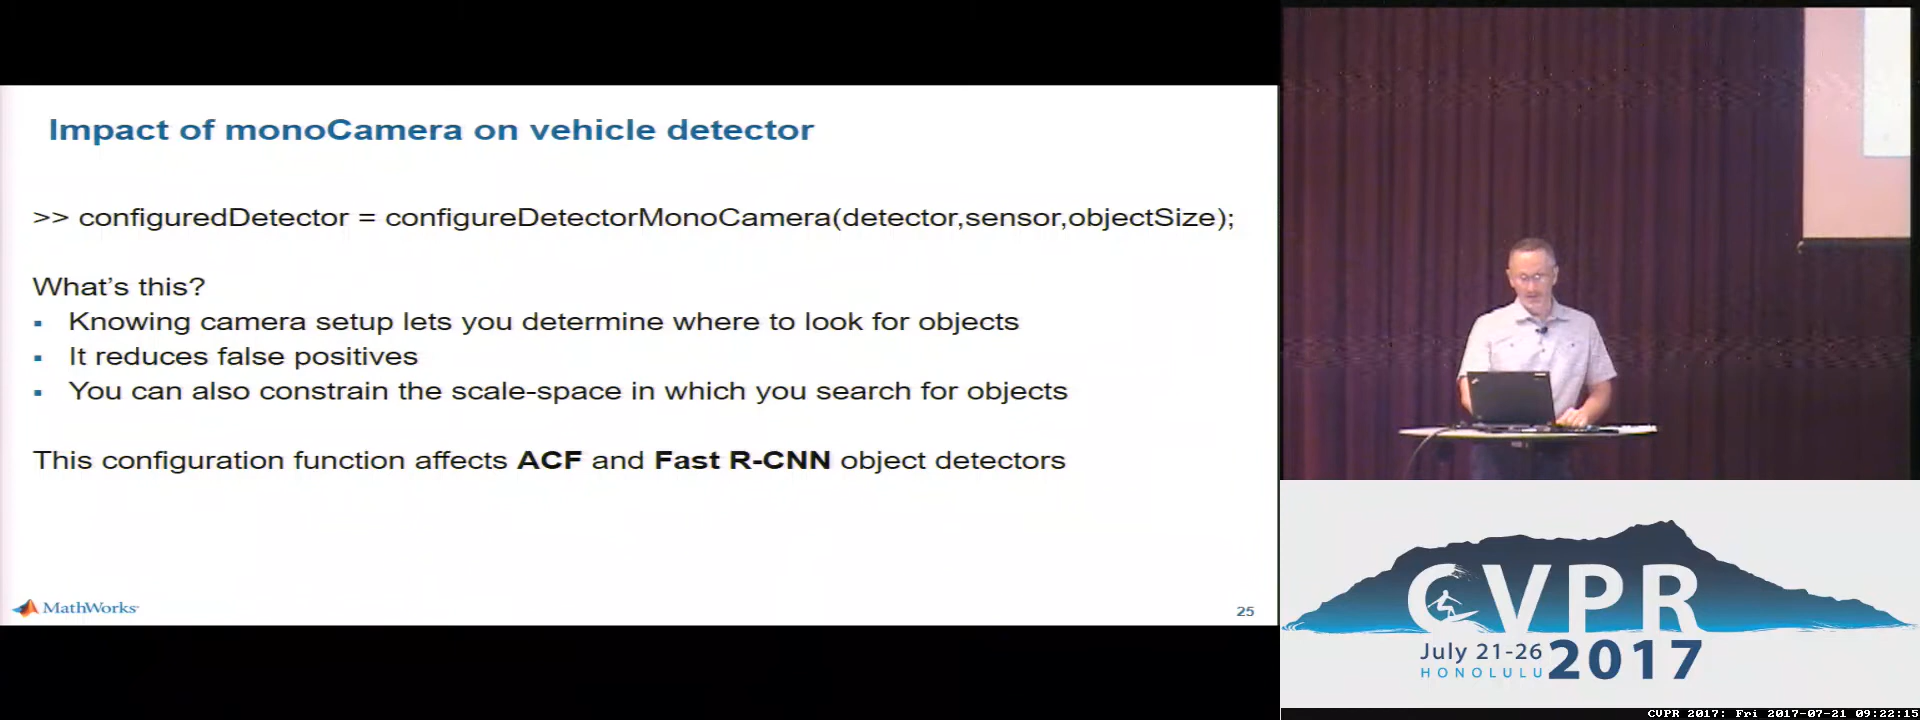 Impact of monoCamera on vehicle detector
>> configuredDetector = configureDetectorMonoCamera(detector,sensor,objectSize);
What's this?
▪ Knowing camera setup lets you determine where to look for objects
▪ It reduces false positives
▪ You can also constrain the scale-space in which you search for objects
This configuration function affects ACF and Fast R-CNN object detectors
MathWorks
25
CVPR
July 21-26 2017
HONOLULU
CVPR 2017: Fri 2017-07-21 09:22:15